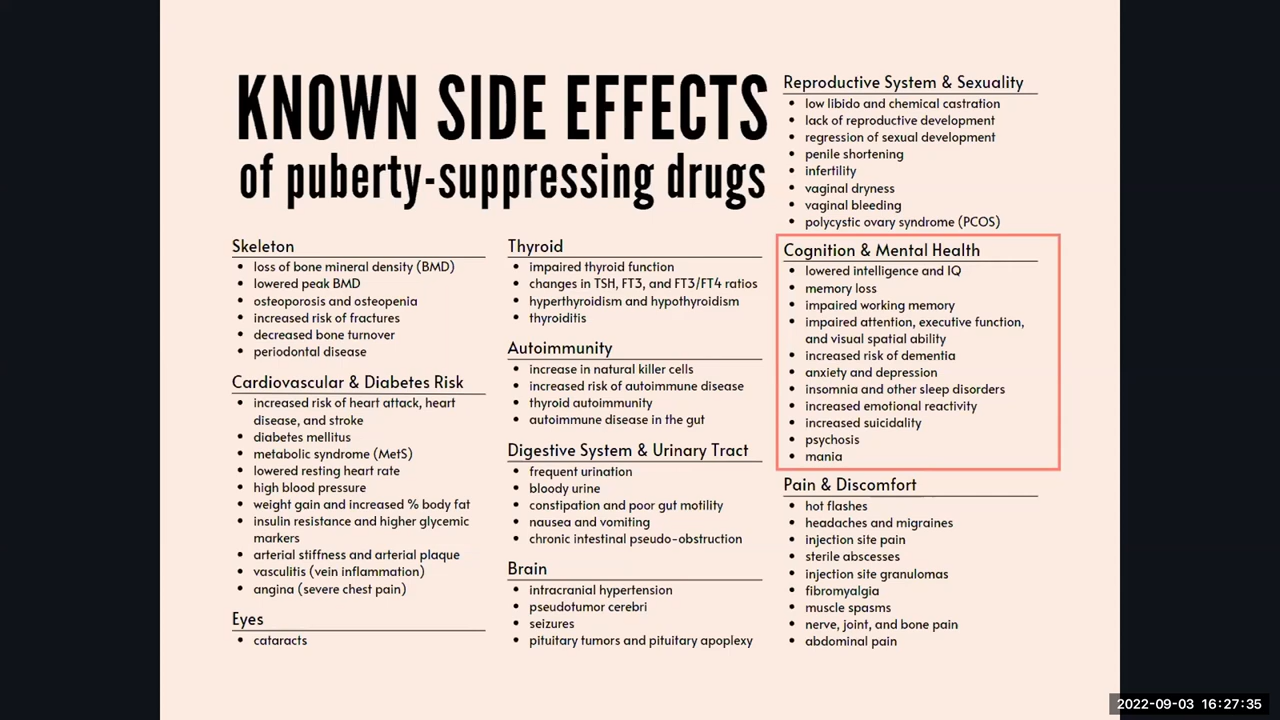 KNOWN SIDE EFFECTS
of puberty-suppressing drugs
Skeleton
• loss of bone mineral density (BMD)
• lowered peak BMD
• osteoporosis and osteopenia
• increased risk of fractures
• decreased bone turnover
• periodontal disease
Cardiovascular & Diabetes Risk
• increased risk of heart attack, heart
disease, and stroke
• diabetes mellitus
• metabolic syndrome (MetS)
• lowered resting heart rate
• high blood pressure
• weight gain and increased % body fat
• insulin resistance and higher glycemic
markers
• arterial stiffness and arterial plaque
• vasculitis (vein inflammation)
• angina (severe chest pain)
Eyes
• cataracts
Thyroid
• impaired thyroid function
• changes in TSH, FT3, and FT3/FT4 ratios
• hyperthyroidism and hypothyroidism
• thyroiditis
Autoimmunity
• increase in natural killer cells
• increased risk of autoimmune disease
• thyroid autoimmunity
• autoimmune disease in the gut
Digestive System & Urinary Tract
• frequent urination
• bloody urine
• constipation and poor gut motility
• nausea and vomiting
• chronic intestinal pseudo-obstruction
Brain
• intracranial hypertension
• pseudotumor cerebri
• seizures
• pituitary tumors and pituitary apoplexy
Reproductive System & Sexuality
• low libido and chemical castration
• lack of reproductive development
• regression of sexual development
• penile shortening
• infertility
• vaginal dryness
• vaginal bleeding
• polycystic ovary syndrome (PCOS)
Cognition & Mental Health
• lowered intelligence and IQ
• memory loss
• impaired working memory
• impaired attention, executive function,
and visual spatial ability
• increased risk of dementia
• anxiety and depression
• insomnia and other sleep disorders
• increased emotional reactivity
• increased suicidality
• psychosis
• mania
Pain & Discomfort
• hot flashes
• headaches and migraines
• injection site pain
• sterile abscesses
• injection site granulomas
• fibromyalgia
• muscle spasms
• nerve, joint, and bone pain
• abdominal pain
2022-09-03 16:27:35